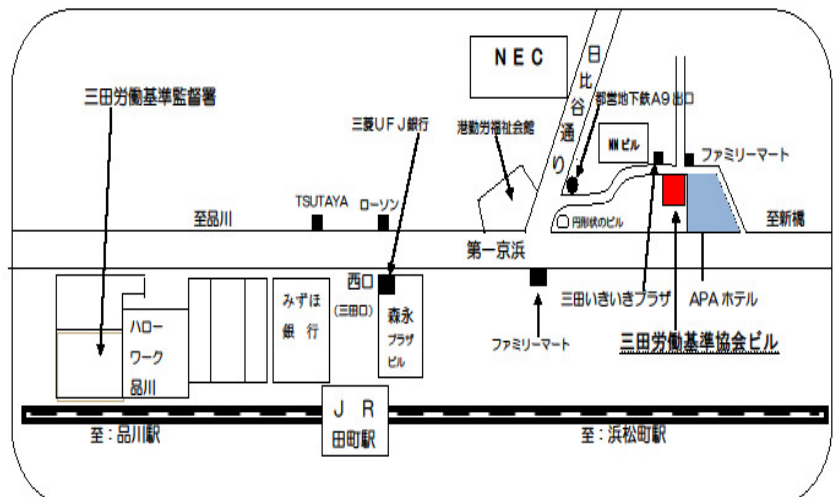 NEC
日比谷通り
都営地下鉄A9出口
三田労働基準監督署
三菱UFJ銀行
港勤労福祉会館
NNビル
ファミリーマート
TSUTAYA
ローソン
至品川
円形状のビル
至新橋
第一京浜
西口
(三田口)
みずほ
銀行
森永
プラザ
ビル
ハロー
ワーク
品川
ファミリーマート
三田いきいきプラザ
APAホテル
三田労働基準協会ビル
JR
田町駅
至:品川駅
至:浜松町駅